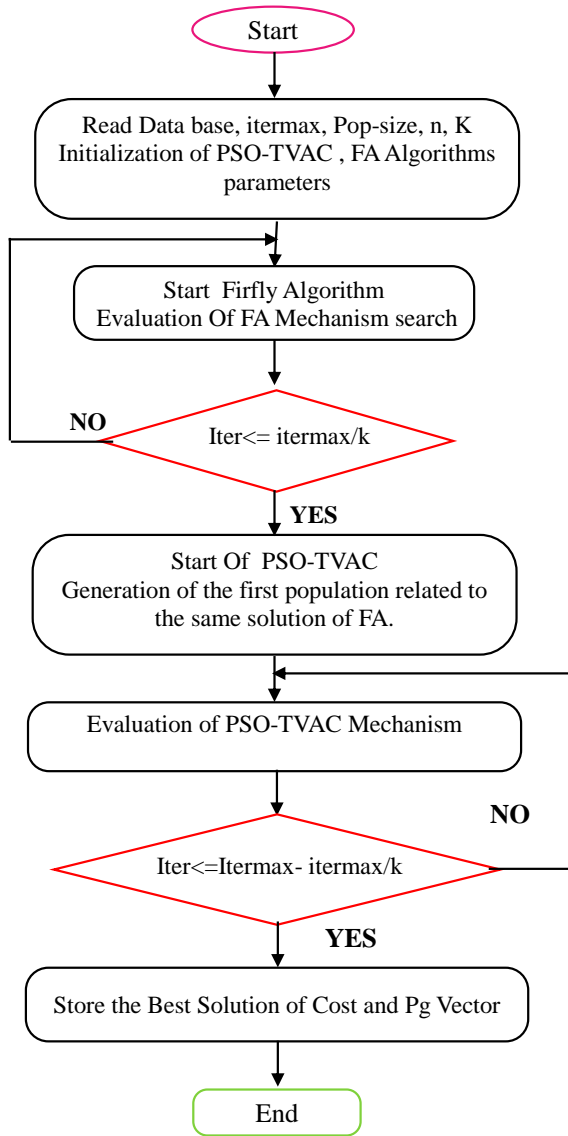 Start
Read Data base, itermax, Pop-size, n, K
Initialization of PSO-TVAC , FA Algorithms
parameters
Start Firfly Algorithm
Evaluation Of FA Mechanism search
NO
Iter<= itermax/k
YES
Start Of PSO-TVAC
Generation of the first population related to
the same solution of FA.
Evaluation of PSO-TVAC Mechanism
NO
Iter<=Itermax- itermax/k
YES
Store the Best Solution of Cost and Pg Vector
End